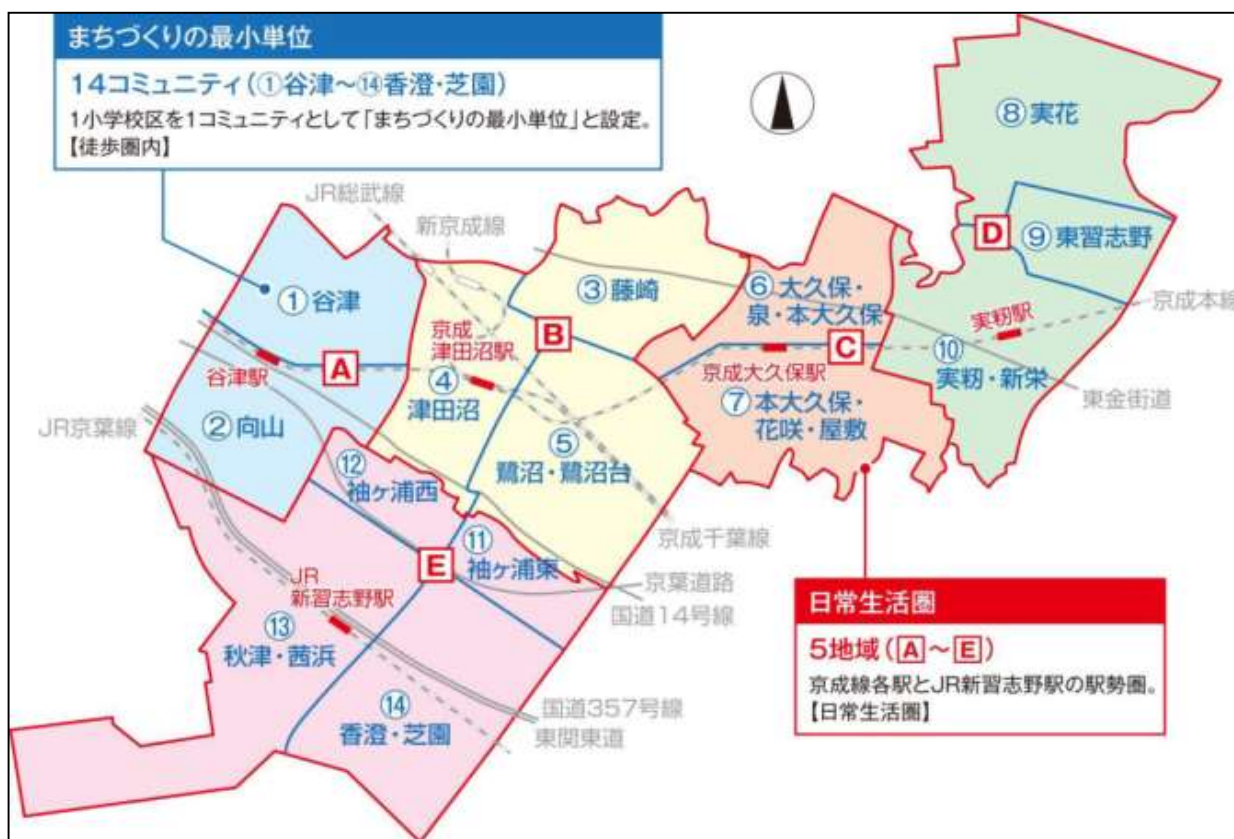 まちづくりの最小単位
14コミュニティ(①谷津~⑭香澄・芝園)
1小学校区を1コミュニティとして「まちづくりの最小単位」と設定。
【徒歩圏内】
JR総武線
新京成線
⑧実花
D
⑨東習志野
京成本線
①谷津
③藤崎
⑥大久保・
泉・本大久保
実籾駅
京成
津田沼駅
B
C
⑩
実籾・新栄
谷津駅
A
④
津田沼
京成大久保駅
東金街道
JR京葉線
②向山
⑤
鷺沼・鷺沼台
⑦本大久保・
花咲・屋敷
⑫
袖ケ浦西
京成千葉線
E
⑪
袖ケ浦東
京葉道路
国道14号線
JR
新習志野駅
⑬
秋津・茜浜
⑭
香澄・芝園
国道357号線
東関東道
日常生活圏
5地域(A~E)
京成線各駅とJR新習志野駅の駅勢圏。
【日常生活圏】